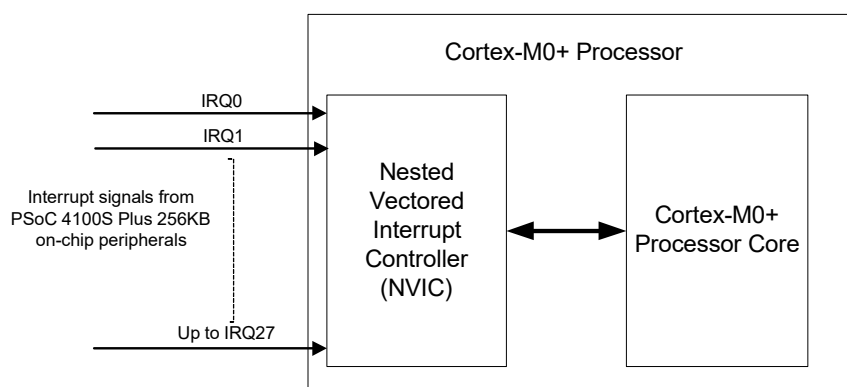 Cortex-M0+ Processor
IRQ0
IRQ1
Interrupt signals from
PSoC 4100S Plus 256KB
on-chip peripherals
Up to IRQ27
Nested
Vectored
Interrupt
Controller
(NVIC)
Cortex-M0+
Processor Core